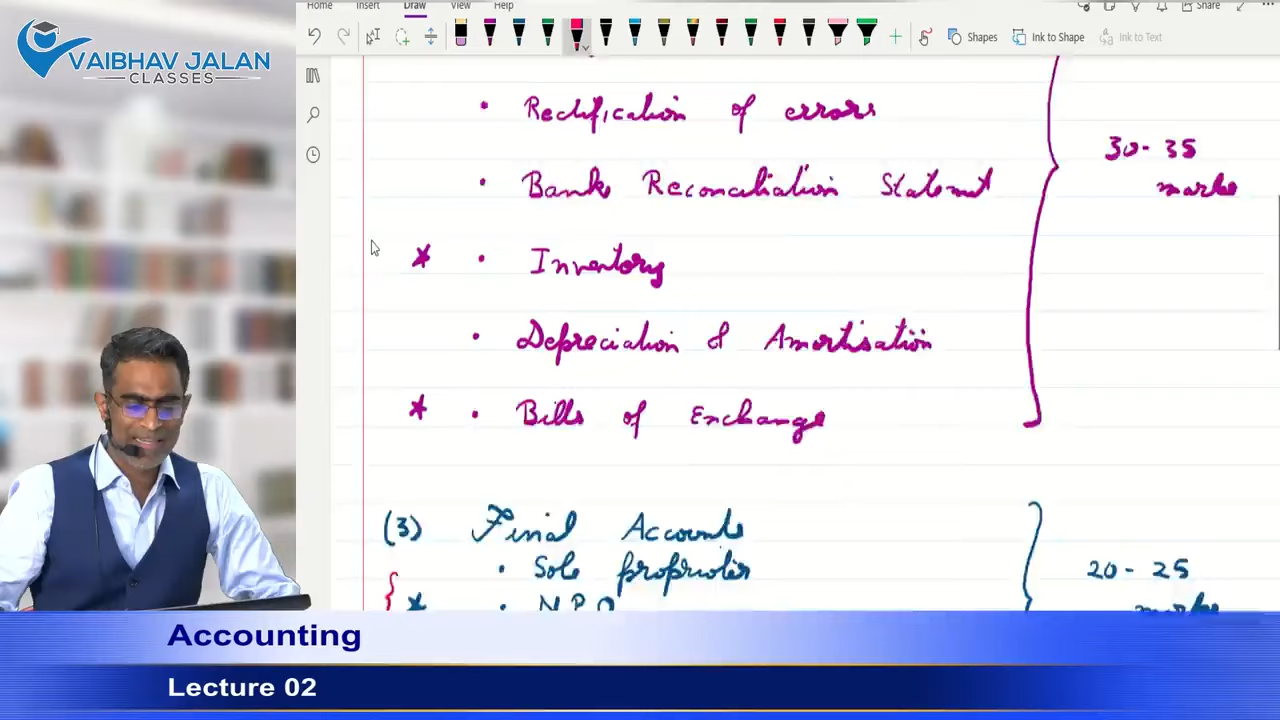 VAIBHAV JALAN
CLASSES
Home Insert Draw View Help
Share
Shapes Ink to Shape Ink to Text
• Rectification of errors
30 - 35
marks
• Bank Reconciliation Statemnt
* • Inventory
• Depreciation & Amortisation
* • Bills of Exchange
(3) Final Accounts
• Sole proprietor
20 - 25
marks
* • N.P.O
Accounting
Lecture 02